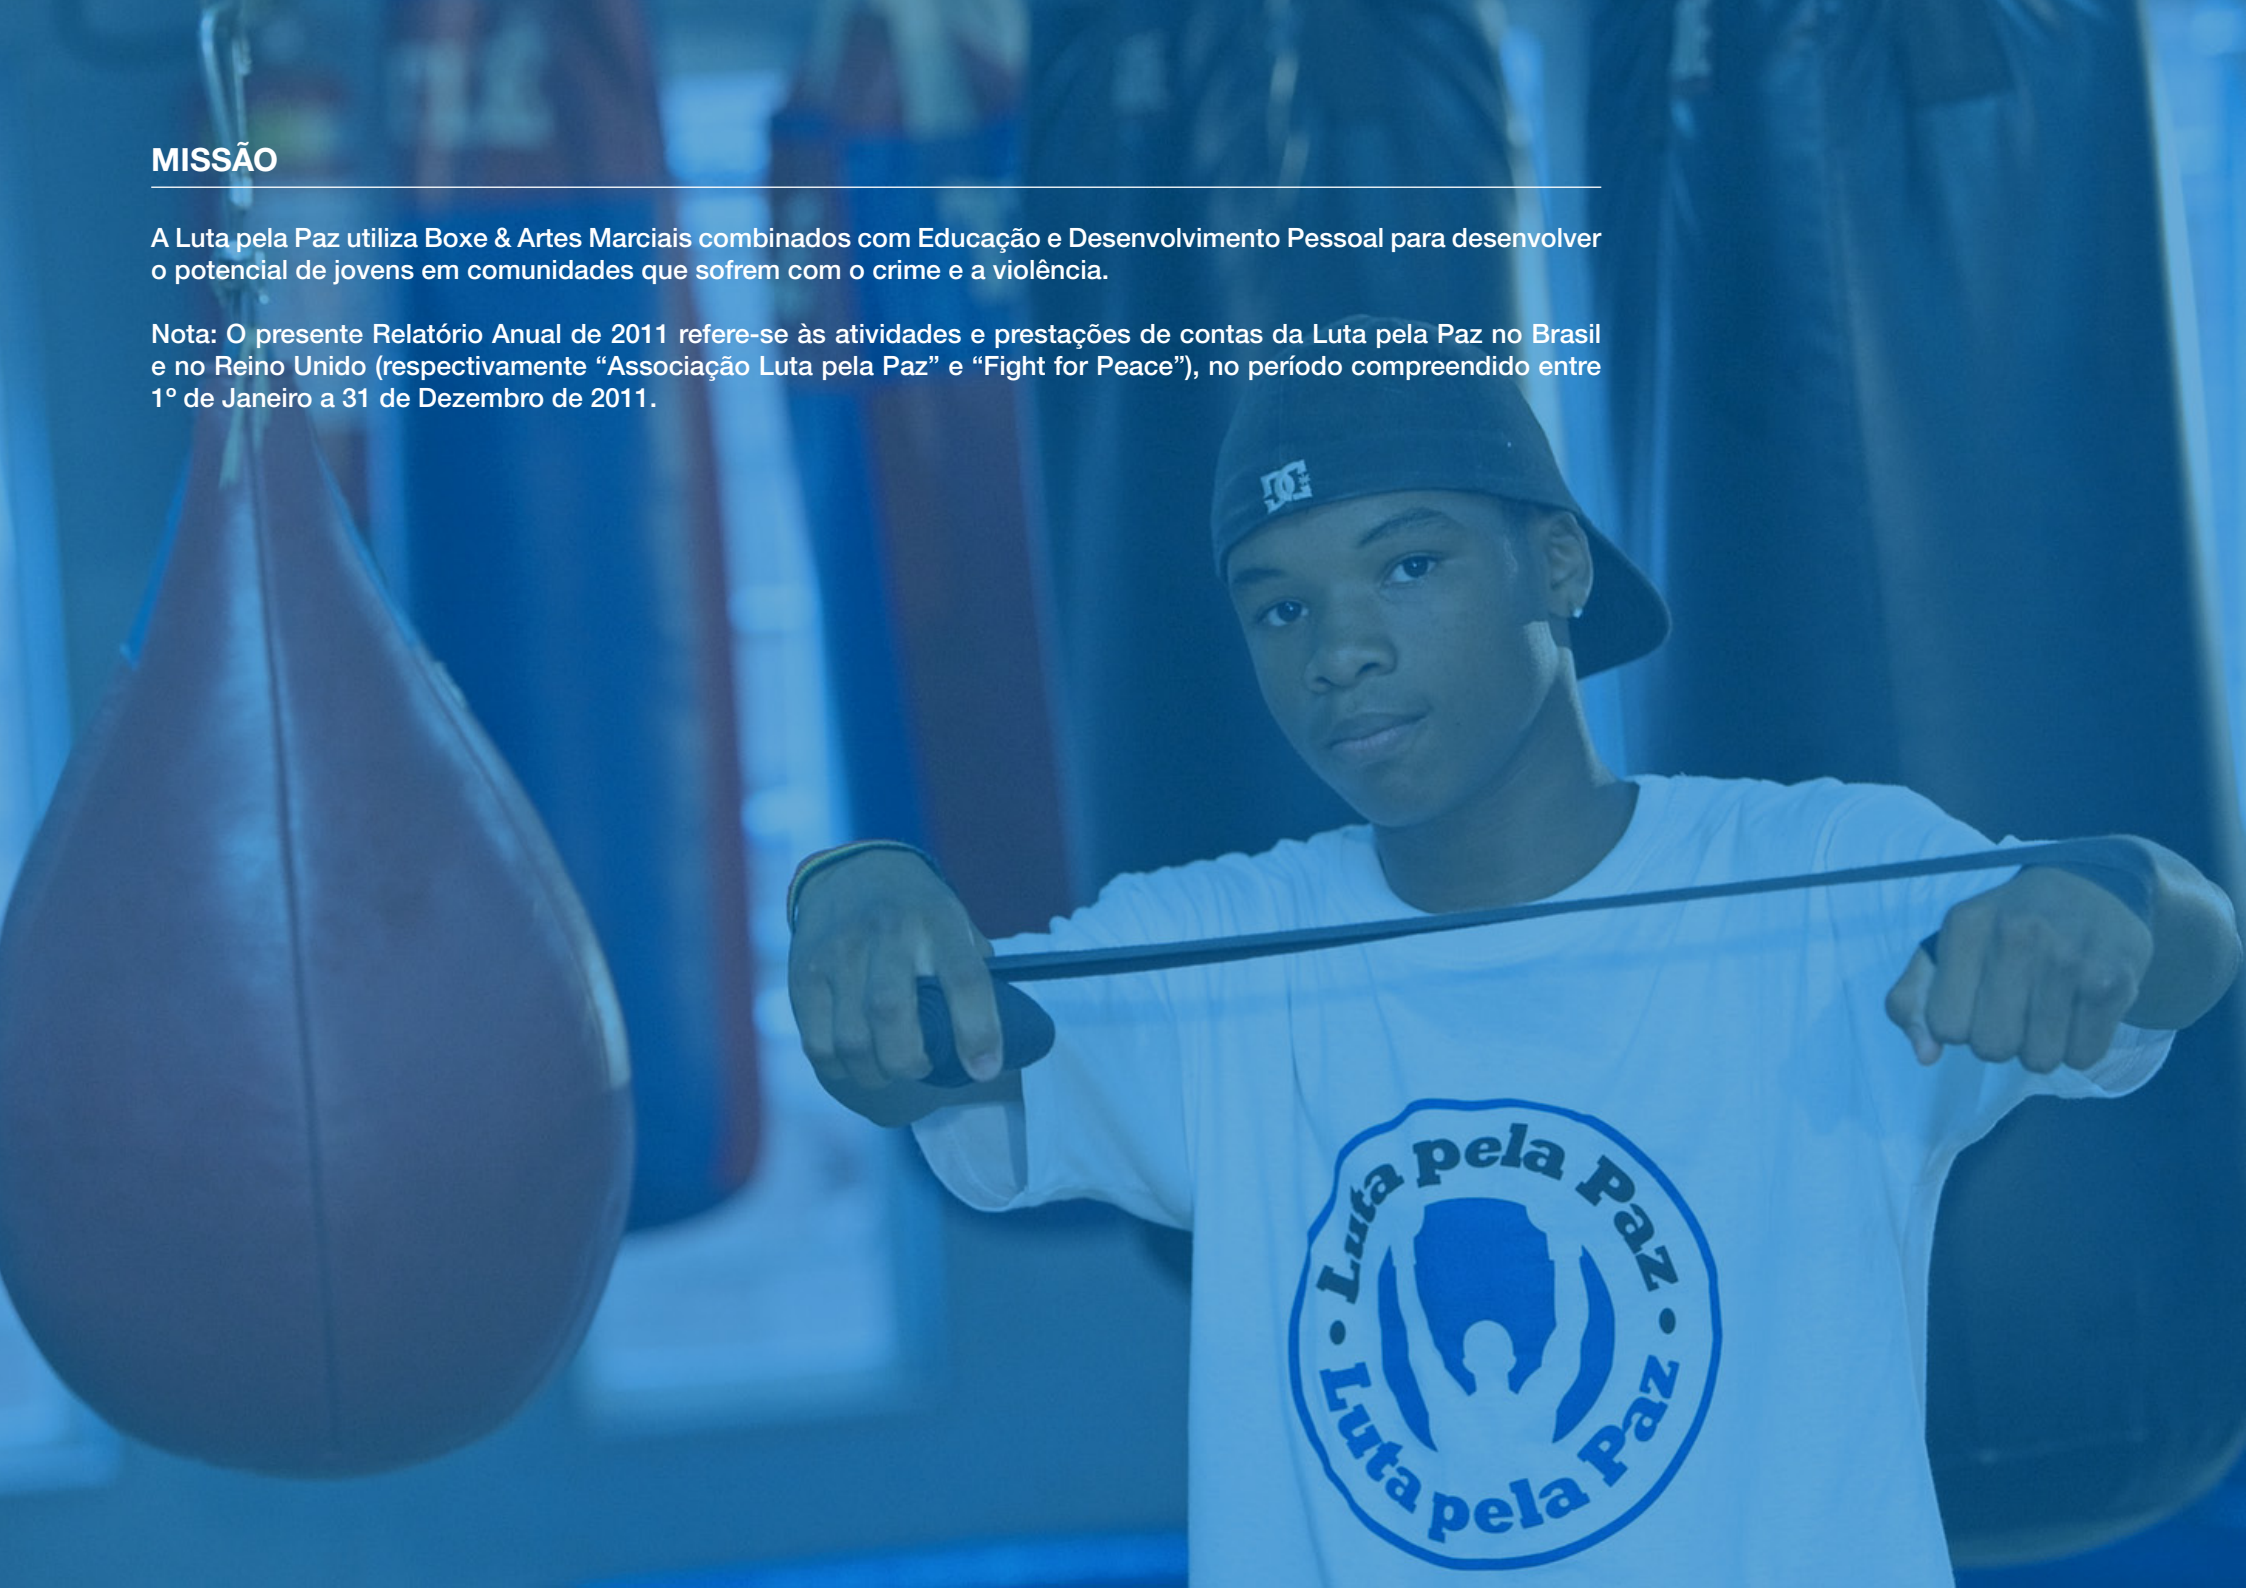 MISSÃO
A Luta pela Paz utiliza Boxe & Artes Marciais combinados com Educação e Desenvolvimento Pessoal para desenvolver
o potencial de jovens em comunidades que sofrem com o crime e a violência.
Nota: O presente Relatório Anual de 2011 refere-se às atividades e prestações de contas da Luta pela Paz no Brasil
e no Reino Unido (respectivamente “Associação Luta pela Paz” e “Fight for Peace”), no período compreendido entre
1º de Janeiro a 31 de Dezembro de 2011.
DC
• Luta pela Paz •
Luta pela Paz